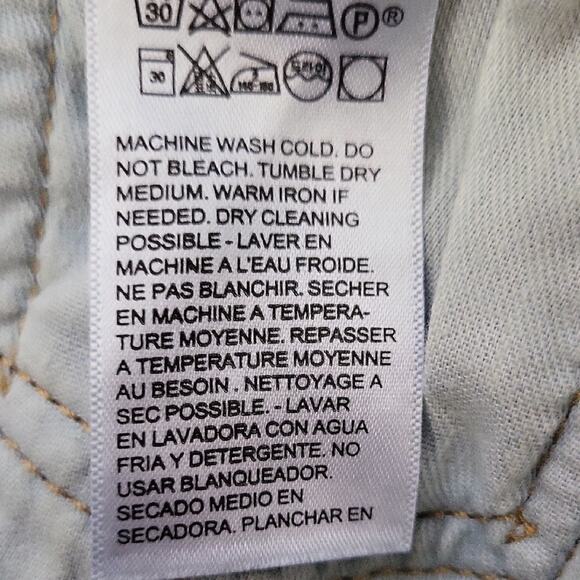 30 P®
30 140-160
MACHINE WASH COLD. DO
NOT BLEACH. TUMBLE DRY
MEDIUM. WARM IRON IF
NEEDED. DRY CLEANING
POSSIBLE - LAVER EN
MACHINE A L'EAU FROIDE.
NE PAS BLANCHIR. SECHER
EN MACHINE A TEMPERA-
TURE MOYENNE. REPASSER
A TEMPERATURE MOYENNE
AU BESOIN . NETTOYAGE A
SEC POSSIBLE. - LAVAR
EN LAVADORA CON AGUA
FRIA Y DETERGENTE. NO
USAR BLANQUEADOR.
SECADO MEDIO EN
SECADORA. PLANCHAR EN